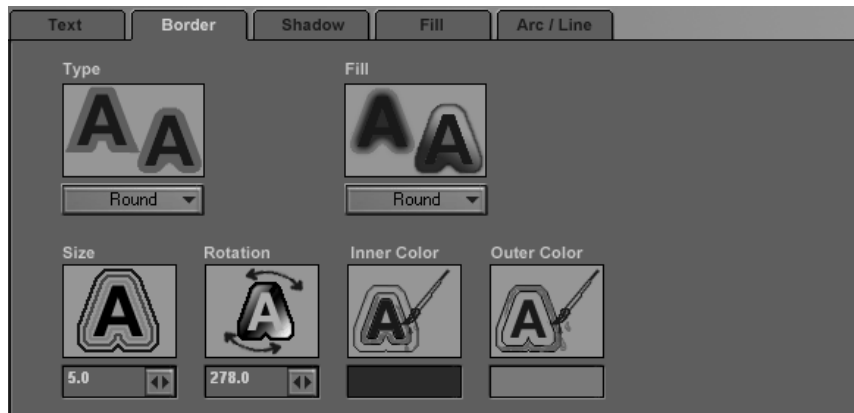 Text Border Shadow Fill Arc / Line
Type Fill
A A A A
Round Round
Size Rotation Inner Color Outer Color
A A A A
5.0 278.0